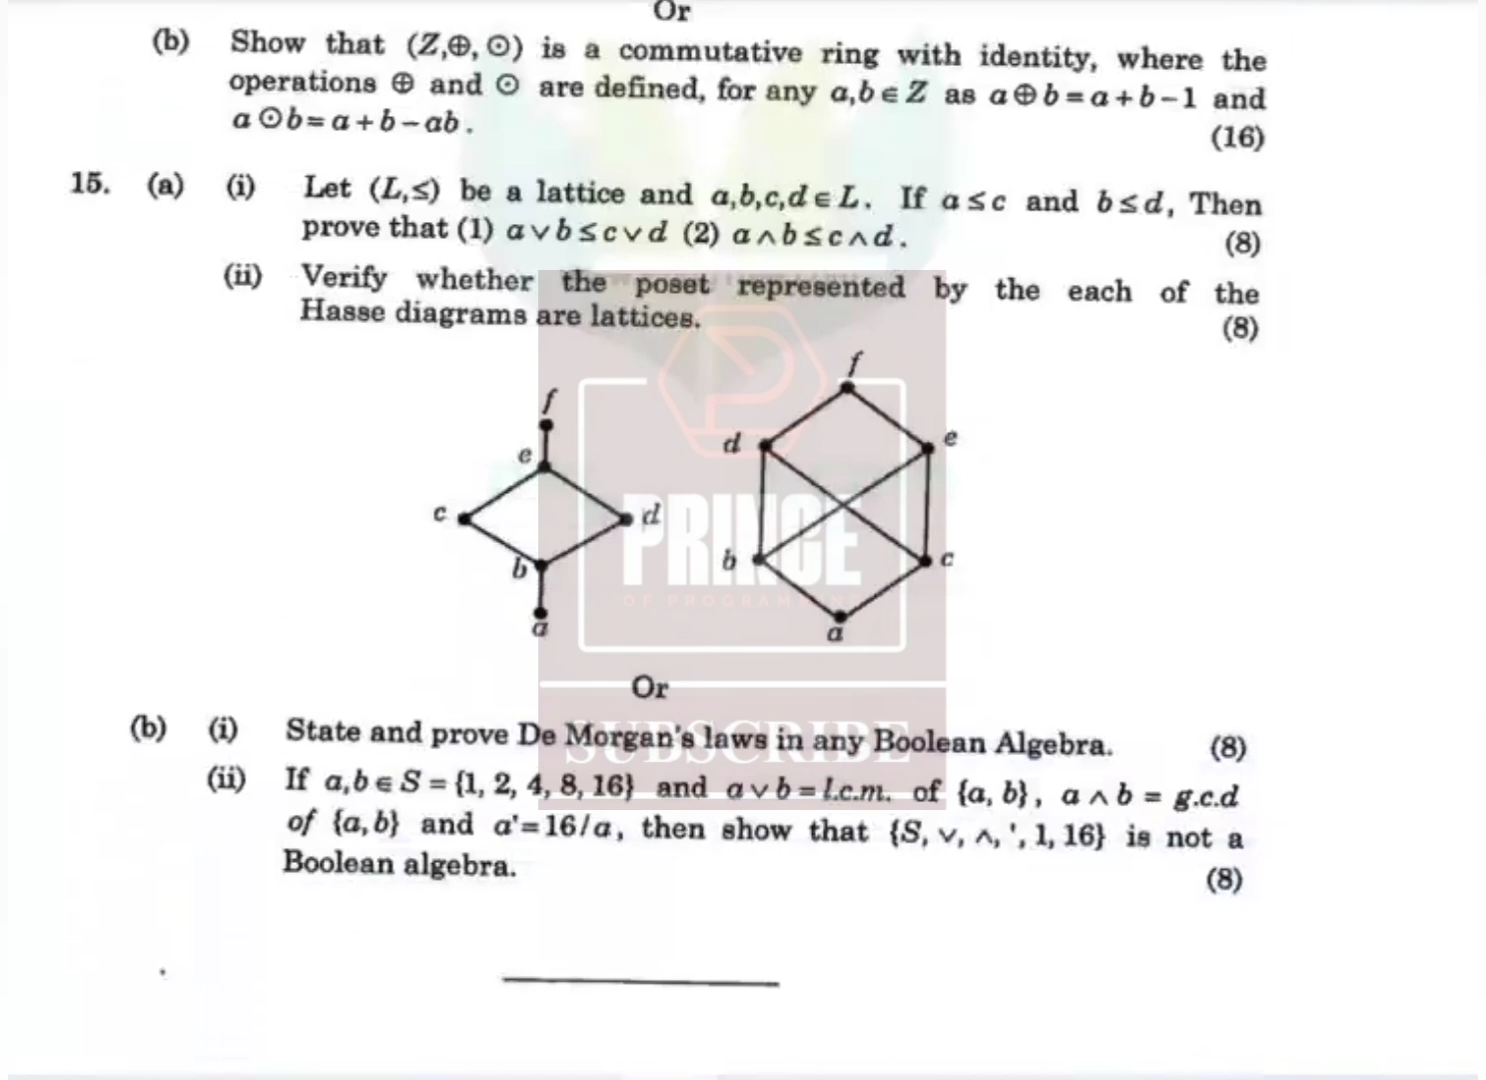 Or
(b) Show that (Z,⊕,⊙) is a commutative ring with identity, where the
operations ⊕ and ⊙ are defined, for any a,b∈Z as a⊕b=a+b−1 and
a⊙b=a+b−ab. (16)
15. (a) (i) Let (L,≤) be a lattice and a,b,c,d∈L. If a≤c and b≤d, Then
prove that (1) a∨b≤c∨d (2) a∧b≤c∧d. (8)
(ii) Verify whether the poset represented by the each of the
Hasse diagrams are lattices. (8)
f
e
c
d
b
a
f
d
e
b
c
a
PRINCE
OF PROGRAMMING
Or
SUBSCRIBE
(b) (i) State and prove De Morgan's laws in any Boolean Algebra. (8)
(ii) If a,b∈S={1, 2, 4, 8, 16} and a∨b=l.c.m. of {a, b}, a∧b = g.c.d
of {a,b} and a'=16/a, then show that {S, ∨, ∧, ', 1, 16} is not a
Boolean algebra. (8)